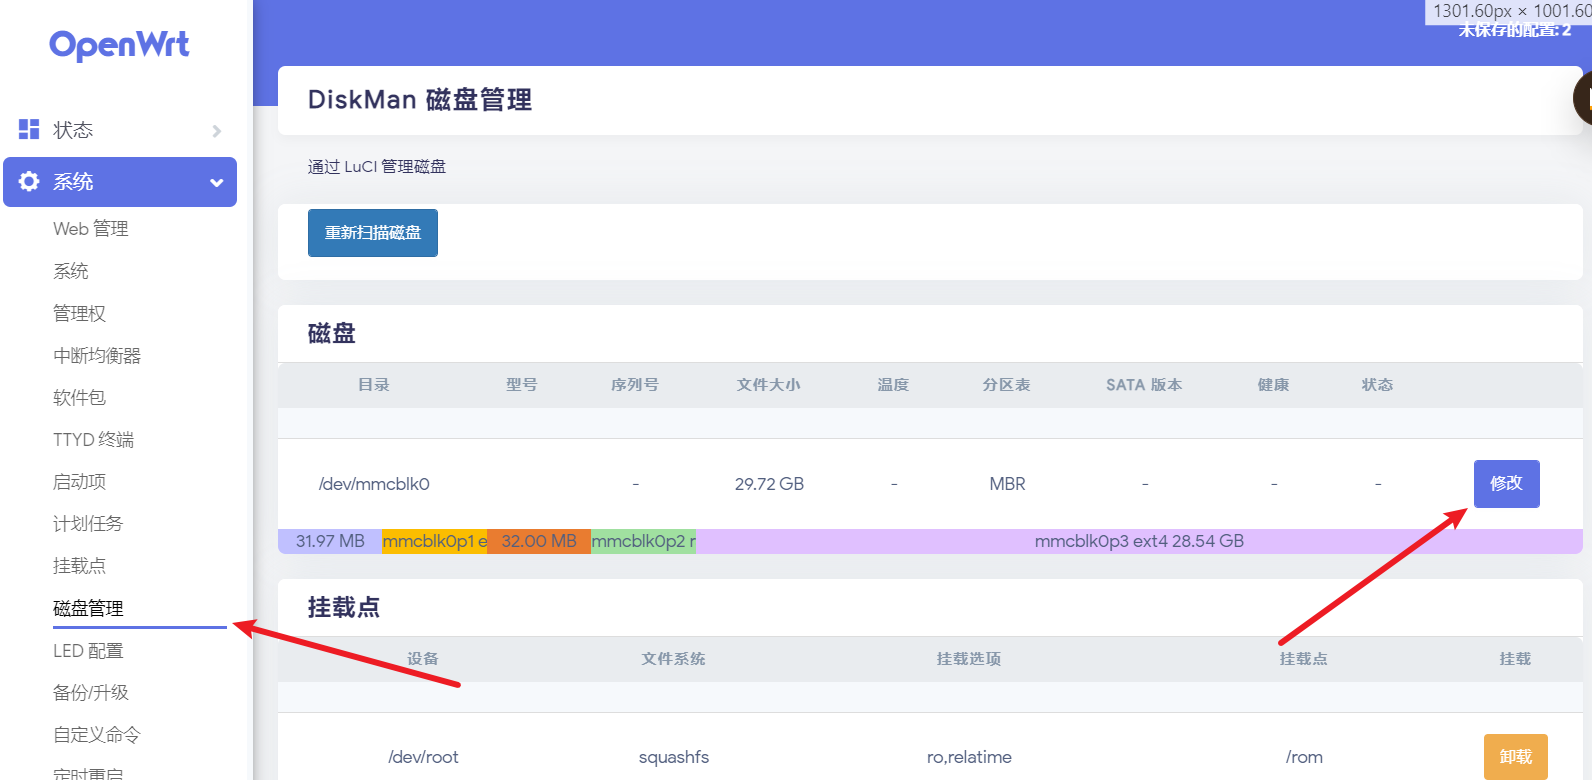 1301.60px × 1001.60
未保存的配置: 2
OpenWrt
状态
系统
Web 管理
系统
管理权
中断均衡器
软件包
TTYD 终端
启动项
计划任务
挂载点
磁盘管理
LED 配置
备份/升级
自定义命令
定时重启
DiskMan 磁盘管理
通过 LuCI 管理磁盘
重新扫描磁盘
磁盘
目录 型号 序列号 文件大小 温度 分区表 SATA 版本 健康 状态
/dev/mmcblk0 - 29.72 GB - MBR - - - 修改
31.97 MB mmcblk0p1 e 32.00 MB mmcblk0p2 r mmcblk0p3 ext4 28.54 GB
挂载点
设备 文件系统 挂载选项 挂载点 挂载
/dev/root squashfs ro,relatime /rom 卸载